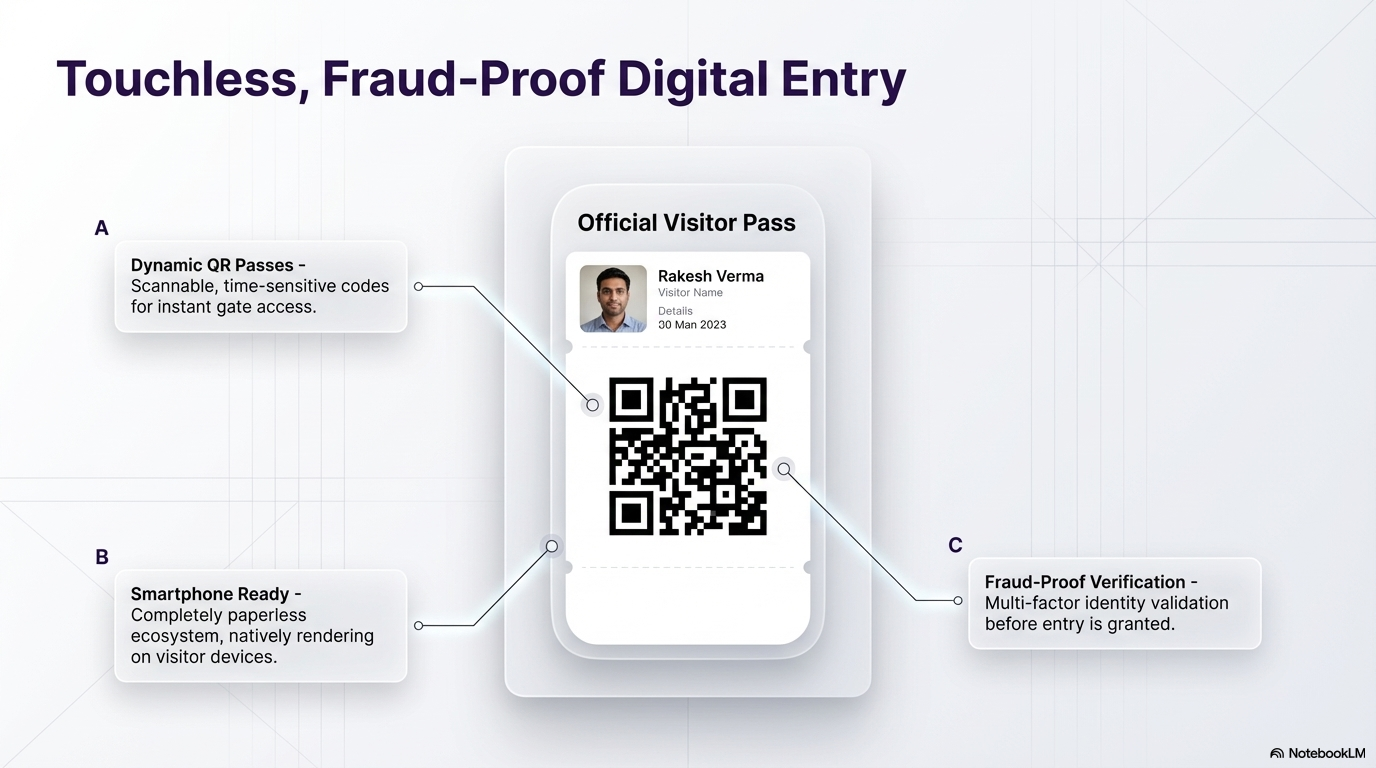 Touchless, Fraud-Proof Digital Entry
A
Dynamic QR Passes -
Scannable, time-sensitive codes
for instant gate access.
B
Smartphone Ready -
Completely paperless
ecosystem, natively rendering
on visitor devices.
Official Visitor Pass
Rakesh Verma
Visitor Name
Details
30 Man 2023
C
Fraud-Proof Verification -
Multi-factor identity validation
before entry is granted.
NotebookLM